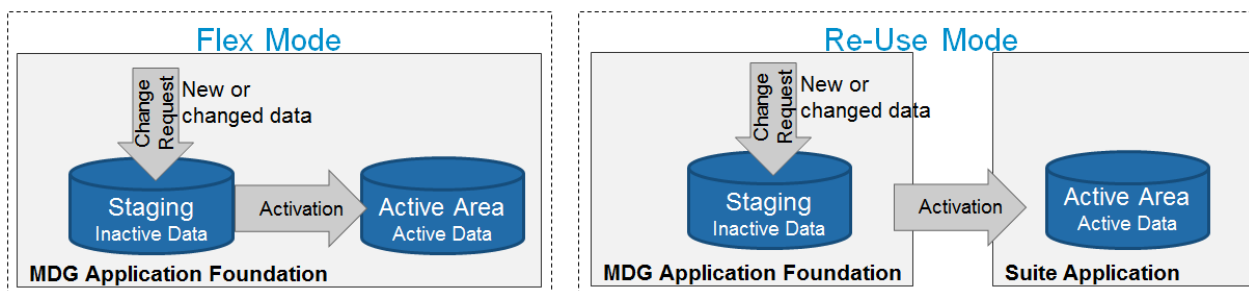 Flex Mode
Change
Request
New or
changed data
Staging
Inactive Data
Activation
Active Area
Active Data
MDG Application Foundation
Re-Use Mode
Change
Request
New or
changed data
Staging
Inactive Data
Activation
Active Area
Active Data
MDG Application Foundation
Suite Application